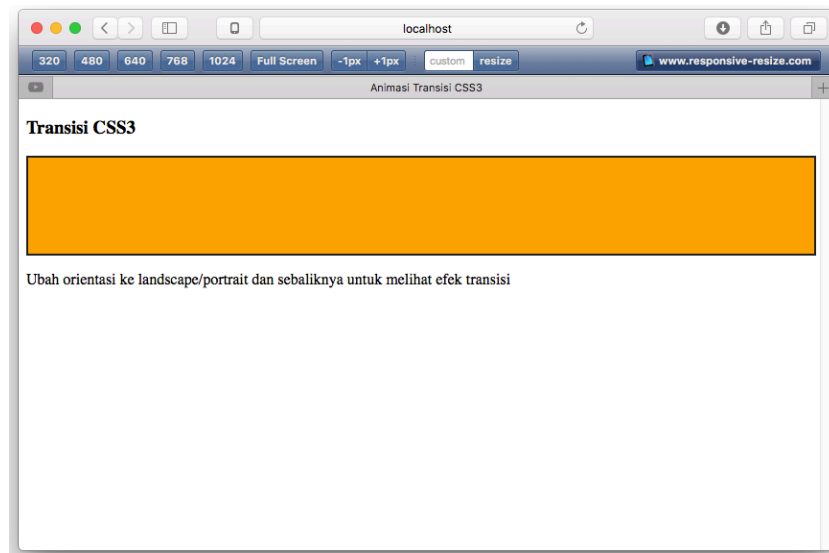 localhost
320 480 640 768 1024 Full Screen -1px +1px custom resize www.responsive-resize.com
Animasi Transisi CSS3
Transisi CSS3
Ubah orientasi ke landscape/portrait dan sebaliknya untuk melihat efek transisi